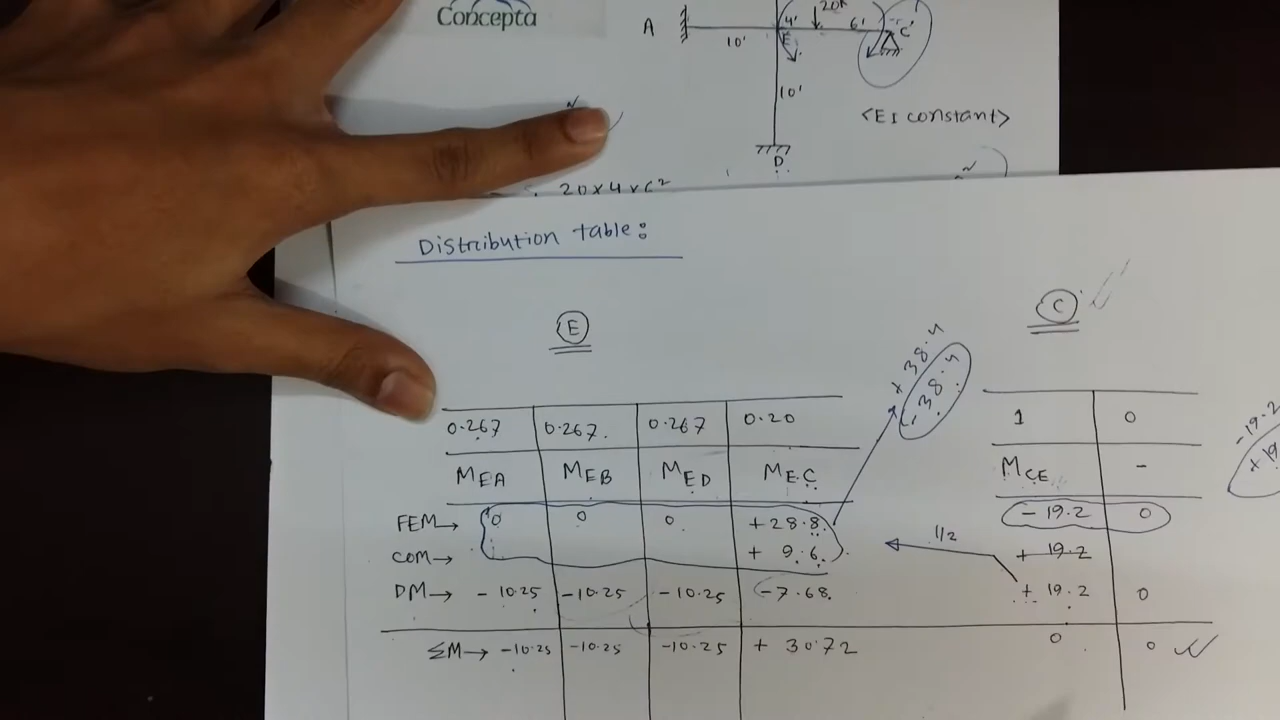 Concepta
A
10'
4'
20k
6'
C
E
10'
<EI constant>
D
20x4x6²
Distribution table:
E
C
+38.4
-38.4
0.267 0.267. 0.267 0.20
1 0
-19.2
+19
MEA MEB MED MEC
MCE -
FEM→ 0 0 0. +28.8
-19.2 0
COM→ + 9.6
1/2
+ 19.2
DM→ -10.25 -10.25 -10.25 -7.68
+ 19.2 0
ΣM→ -10.25 -10.25 -10.25 + 30.72
0 0